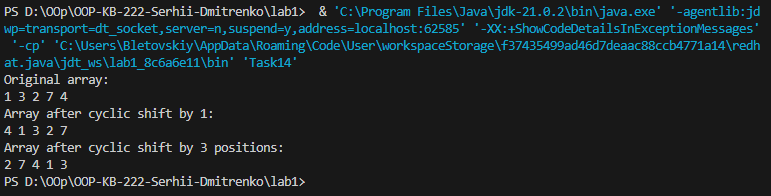 PS D:\OOp\OOP-KB-222-Serhii-Dmitrenko\lab1>  & 'C:\Program Files\Java\jdk-21.0.2\bin\java.exe' '-agentlib:jd
wp=transport=dt_socket,server=n,suspend=y,address=localhost:62585' '-XX:+ShowCodeDetailsInExceptionMessages'
 '-cp' 'C:\Users\Bletovskiy\AppData\Roaming\Code\User\workspaceStorage\f37435499ad46d7deaac88ccb4771a14\redh
at.java\jdt_ws\lab1_8c6a6e11\bin' 'Task14'
Original array:
1 3 2 7 4
Array after cyclic shift by 1:
4 1 3 2 7
Array after cyclic shift by 3 positions:
2 7 4 1 3
PS D:\OOp\OOP-KB-222-Serhii-Dmitrenko\lab1>